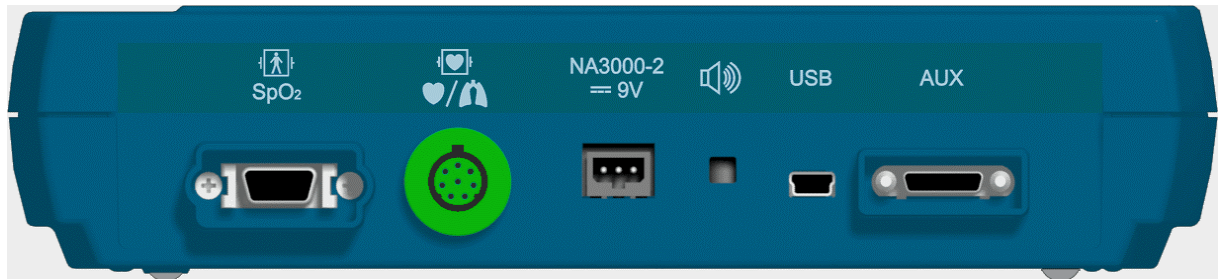 SpO₂
NA3000-2
⎓ 9V
USB
AUX